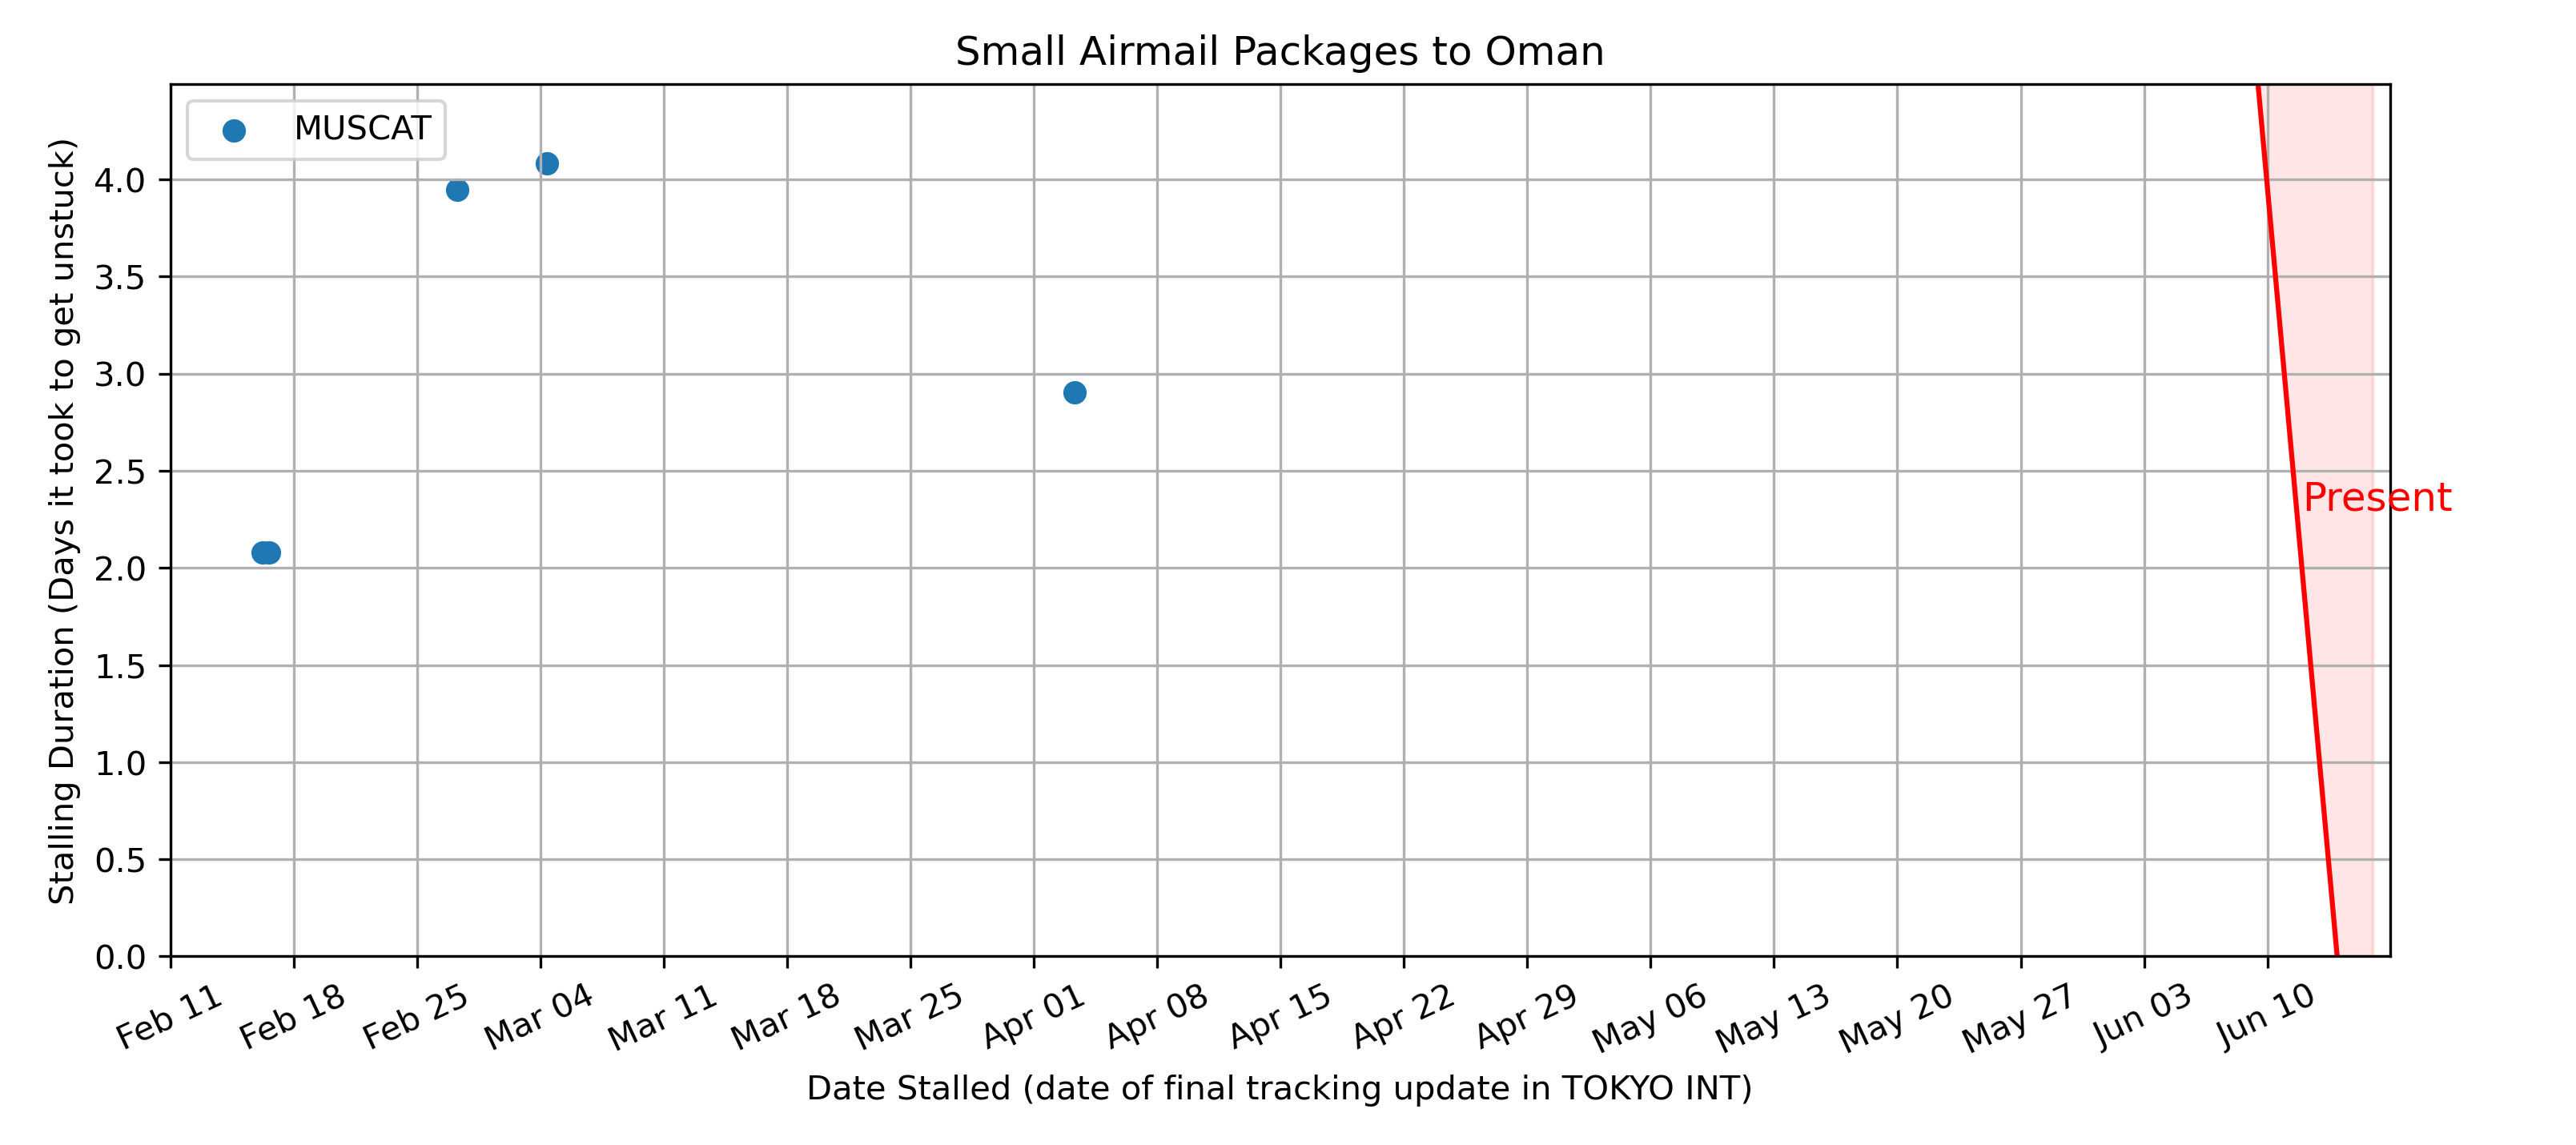 Small Airmail Packages to Oman
MUSCAT
Stalling Duration (Days it took to get unstuck)
4.0
3.5
3.0
2.5
2.0
1.5
1.0
0.5
0.0
Present
Feb 11 Feb 18 Feb 25 Mar 04 Mar 11 Mar 18 Mar 25 Apr 01 Apr 08 Apr 15 Apr 22 Apr 29 May 06 May 13 May 20 May 27 Jun 03 Jun 10
Date Stalled (date of final tracking update in TOKYO INT)